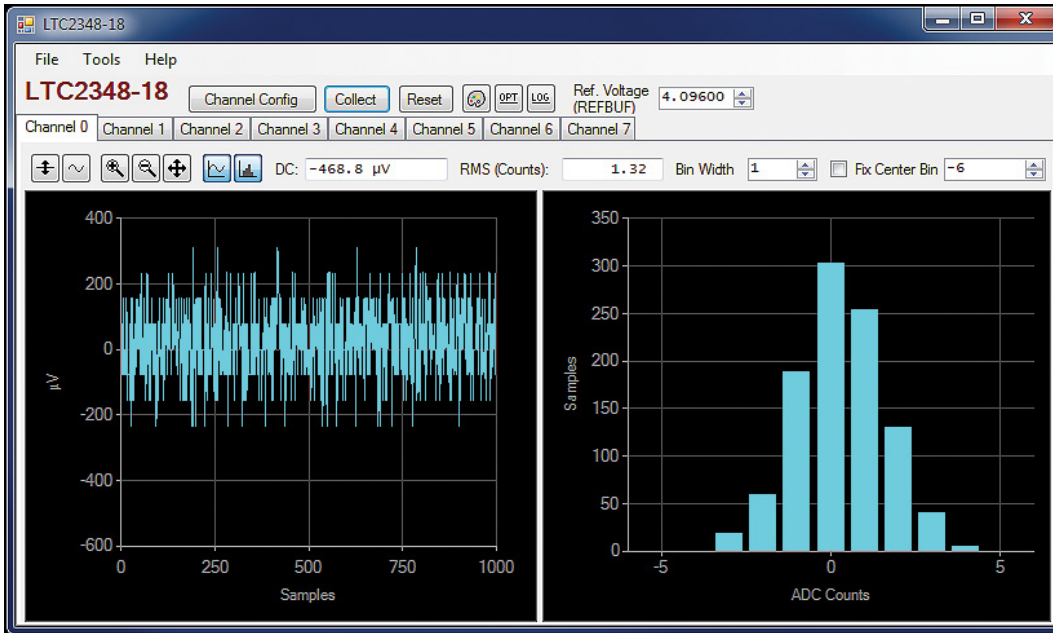 LTC2348-18
File Tools Help
LTC2348-18 Channel Config Collect Reset OPT LOG Ref. Voltage (REFBUF) 4.09600
Channel 0 Channel 1 Channel 2 Channel 3 Channel 4 Channel 5 Channel 6 Channel 7
DC: -468.8 µV RMS (Counts): 1.32 Bin Width 1 Fix Center Bin -6
400
200
0
-200
-400
-600
µV
0 250 500 750 1000
Samples
350
300
250
200
150
100
50
0
Samples
-5 0 5
ADC Counts